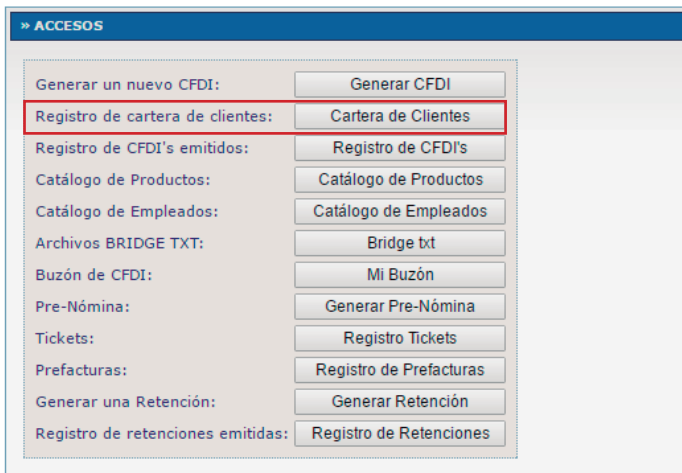 » ACCESOS
Generar un nuevo CFDI: Generar CFDI
Registro de cartera de clientes: Cartera de Clientes
Registro de CFDI's emitidos: Registro de CFDI's
Catálogo de Productos: Catálogo de Productos
Catálogo de Empleados: Catálogo de Empleados
Archivos BRIDGE TXT: Bridge txt
Buzón de CFDI: Mi Buzón
Pre-Nómina: Generar Pre-Nómina
Tickets: Registro Tickets
Prefacturas: Registro de Prefacturas
Generar una Retención: Generar Retención
Registro de retenciones emitidas: Registro de Retenciones